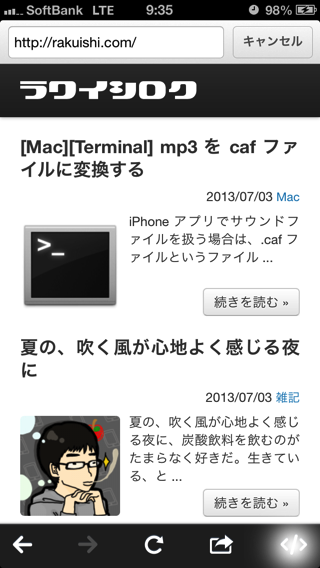 SoftBank LTE 9:35 98%
http://rakuishi.com/ キャンセル
ラクイシロク
[Mac][Terminal] mp3 を caf ファ
イルに変換する
2013/07/03 Mac
iPhone アプリでサウンドフ
ァイルを扱う場合は、.caf フ
ァイルというファイル ...
>_
続きを読む »
夏の、吹く風が心地よく感じる夜
に
2013/07/03 雑記
夏の、吹く風が心地よく感じ
る夜に、炭酸飲料を飲むのが
たまらなく好きだ。生きてい
る、と ...
続きを読む »